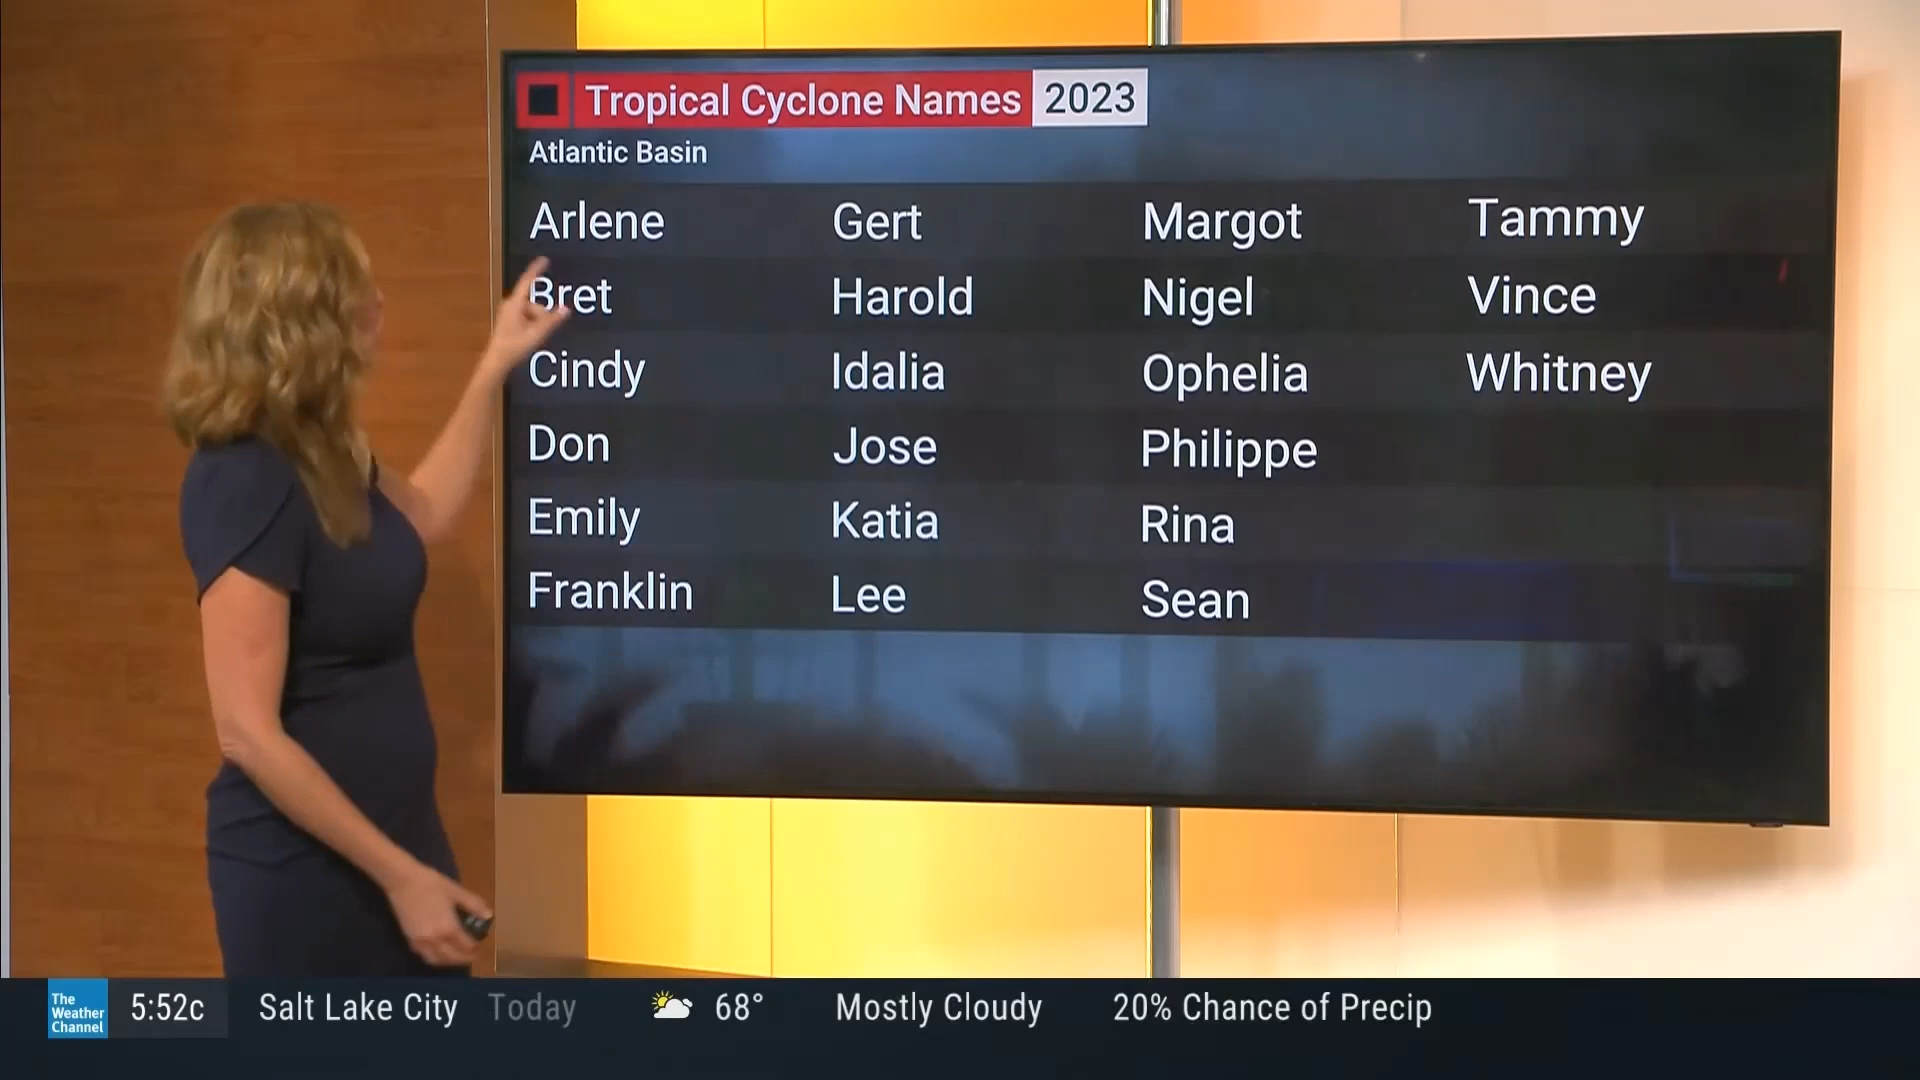 Tropical Cyclone Names 2023
Atlantic Basin
Arlene Gert Margot Tammy
Bret Harold Nigel Vince
Cindy Idalia Ophelia Whitney
Don Jose Philippe
Emily Katia Rina
Franklin Lee Sean
The
Weather
Channel
5:52c Salt Lake City Today 68° Mostly Cloudy 20% Chance of Precip